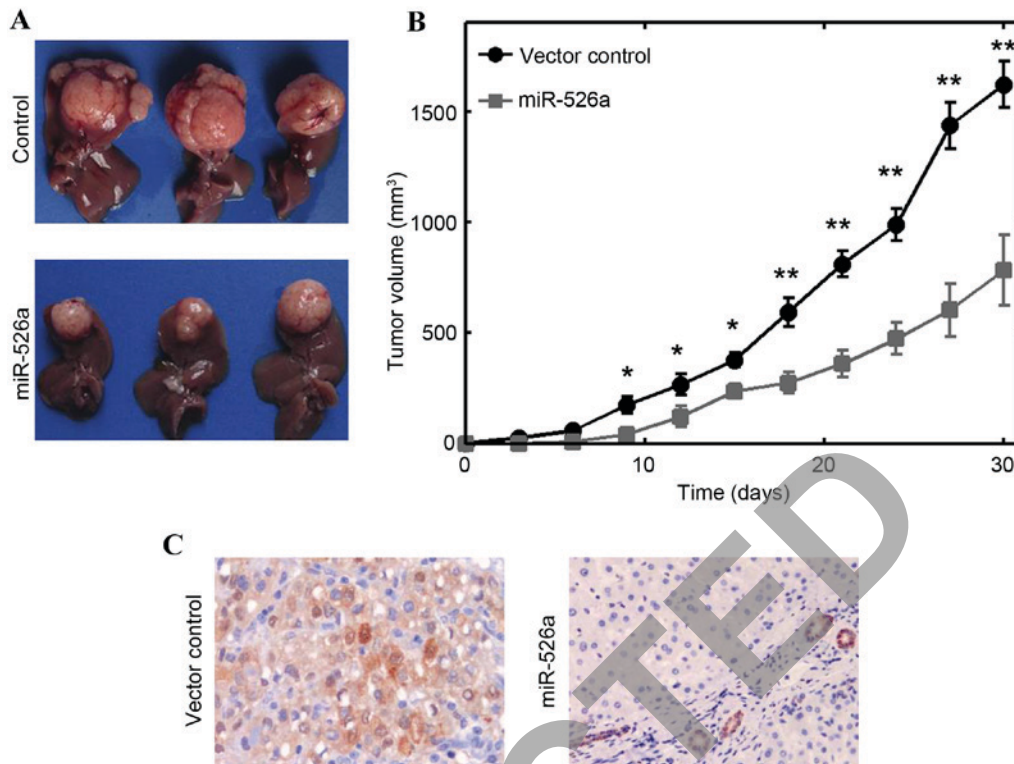 A
Control
miR-526a
B
Vector control
miR-526a
Tumor volume (mm³)
1500
1000
500
0
**
**
**
**
**
*
*
*
0
10
20
30
Time (days)
C
Vector control
miR-526a
CTED